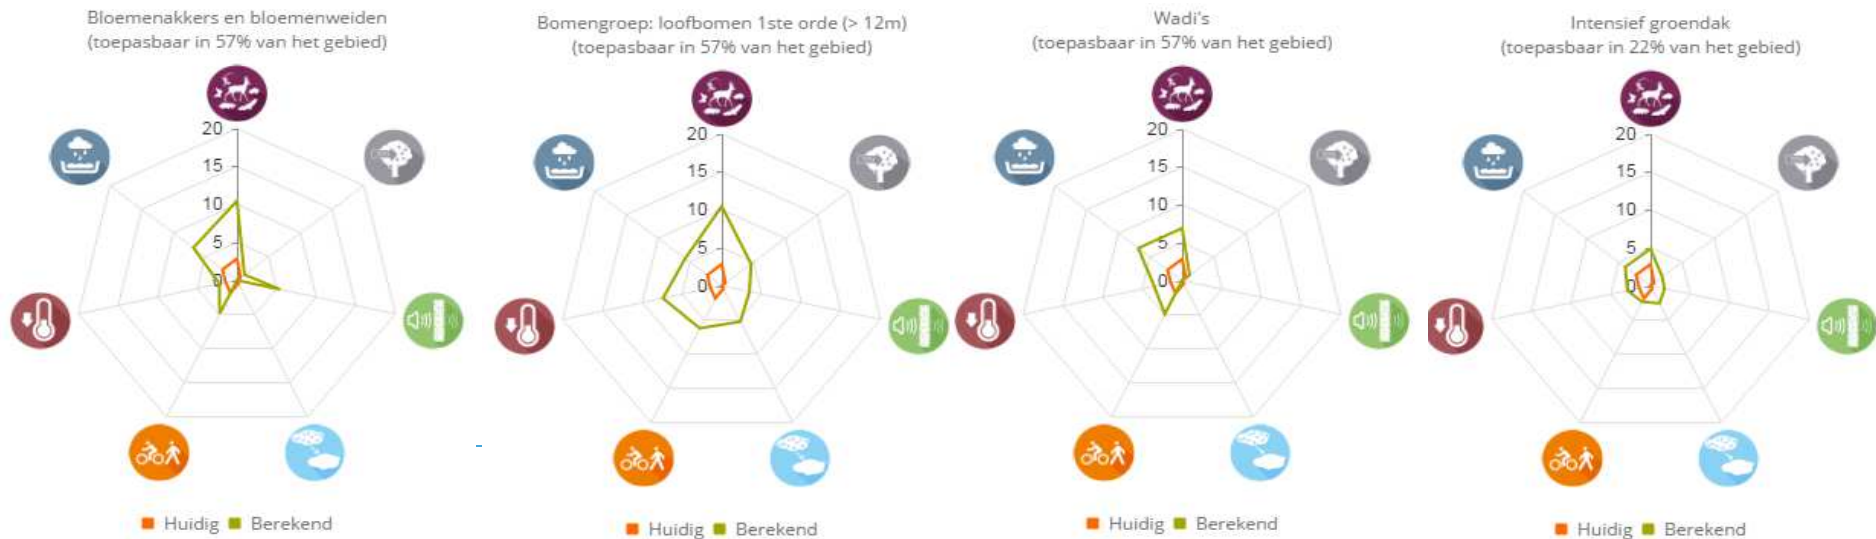 Bloemenakkers en bloemenweiden
(toepasbaar in 57% van het gebied)
20
15
10
5
0
Huidig Berekend
Bomengroep: loofbomen 1ste orde (> 12m)
(toepasbaar in 57% van het gebied)
20
15
10
5
0
Huidig Berekend
Wadi's
(toepasbaar in 57% van het gebied)
20
15
10
5
0
Huidig Berekend
Intensief groendak
(toepasbaar in 22% van het gebied)
20
15
10
5
0
Huidig Berekend